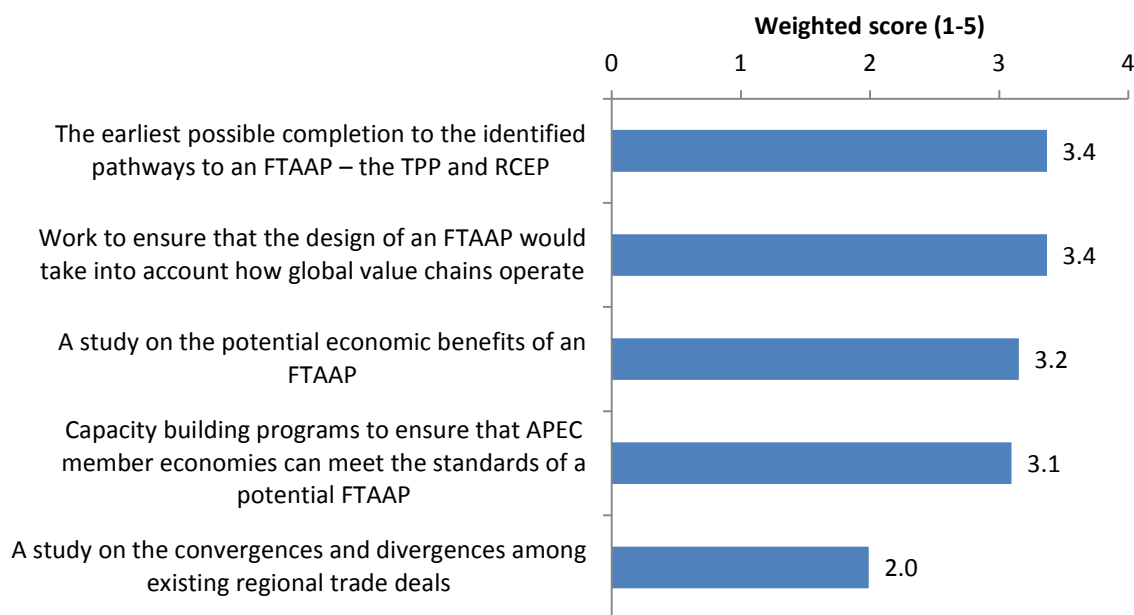 Weighted score (1-5)
0 1 2 3 4
The earliest possible completion to the identified
pathways to an FTAAP – the TPP and RCEP
3.4
Work to ensure that the design of an FTAAP would
take into account how global value chains operate
3.4
A study on the potential economic benefits of an
FTAAP
3.2
Capacity building programs to ensure that APEC
member economies can meet the standards of a
potential FTAAP
3.1
A study on the convergences and divergences among
existing regional trade deals
2.0